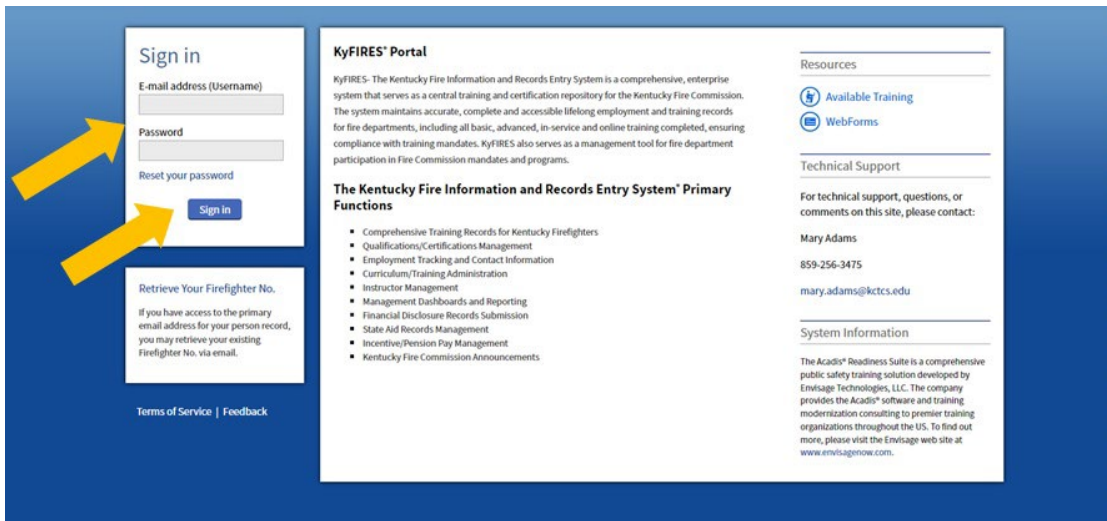 Sign in
E-mail address (Username)
Password
Reset your password
Sign in
Retrieve Your Firefighter No.
If you have access to the primary
email address for your person record,
you may retrieve your existing
Firefighter No. via email.
Terms of Service | Feedback
KyFIRES® Portal
KyFIRES- The Kentucky Fire Information and Records Entry System is a comprehensive, enterprise
system that serves as a central training and certification repository for the Kentucky Fire Commission.
The system maintains accurate, complete and accessible lifelong employment and training records
for fire departments, including all basic, advanced, in-service and online training completed, ensuring
compliance with training mandates. KyFIRES also serves as a management tool for fire department
participation in Fire Commission mandates and programs.
The Kentucky Fire Information and Records Entry System® Primary
Functions
▪ Comprehensive Training Records for Kentucky Firefighters
▪ Qualifications/Certifications Management
▪ Employment Tracking and Contact Information
▪ Curriculum/Training Administration
▪ Instructor Management
▪ Management Dashboards and Reporting
▪ Financial Disclosure Records Submission
▪ State Aid Records Management
▪ Incentive/Pension Pay Management
▪ Kentucky Fire Commission Announcements
Resources
Available Training
WebForms
Technical Support
For technical support, questions, or
comments on this site, please contact:
Mary Adams
859-256-3475
mary.adams@kctcs.edu
System Information
The Acadis® Readiness Suite is a comprehensive
public safety training solution developed by
Envisage Technologies, LLC. The company
provides the Acadis® software and training
modernization consulting to premier training
organizations throughout the US. To find out
more, please visit the Envisage web site at
www.envisagenow.com.